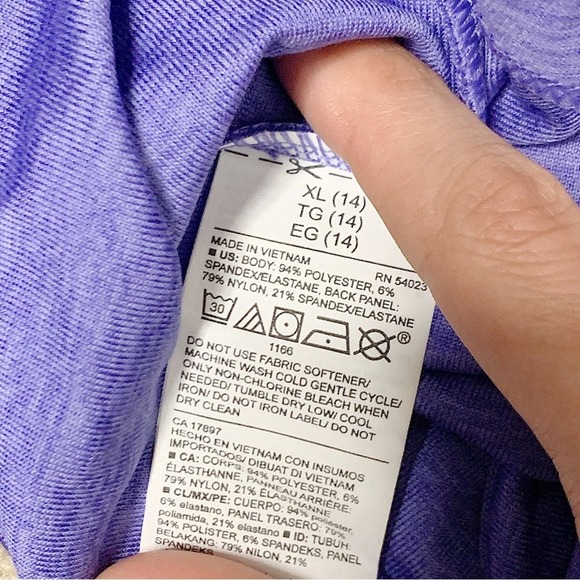 XL (14)
TG (14)
EG (14)
MADE IN VIETNAM RN 54023
■ US: BODY: 94% POLYESTER, 6%
SPANDEX/ELASTANE, BACK PANEL:
79% NYLON, 21% SPANDEX/ELASTANE
30 ®
1166
DO NOT USE FABRIC SOFTENER/
MACHINE WASH COLD GENTLE CYCLE/
ONLY NON-CHLORINE BLEACH WHEN
NEEDED/TUMBLE DRY LOW/ COOL
IRON/ DO NOT IRON LABEL/ DO NOT
DRY CLEAN
CA 17897
HECHO EN VIETNAM CON INSUMOS
IMPORTADOS/ DIBUAT DI VIETNAM
■ CA: CORPS: 94% POLYESTER, 6%
ÉLASTHANNE, PANNEAU ARRIÈRE:
79% NYLON, 21% ÉLASTHANNE
■ CL/MX/PE: CUERPO: 94% poliéster,
6% elastano, PANEL TRASERO: 79%
poliamida, 21% elastano ■ ID: TUBUH:
94% POLISTER, 6% SPANDEKS, PANEL
BELAKANG: 79% NILON, 21%
SPANDEKS